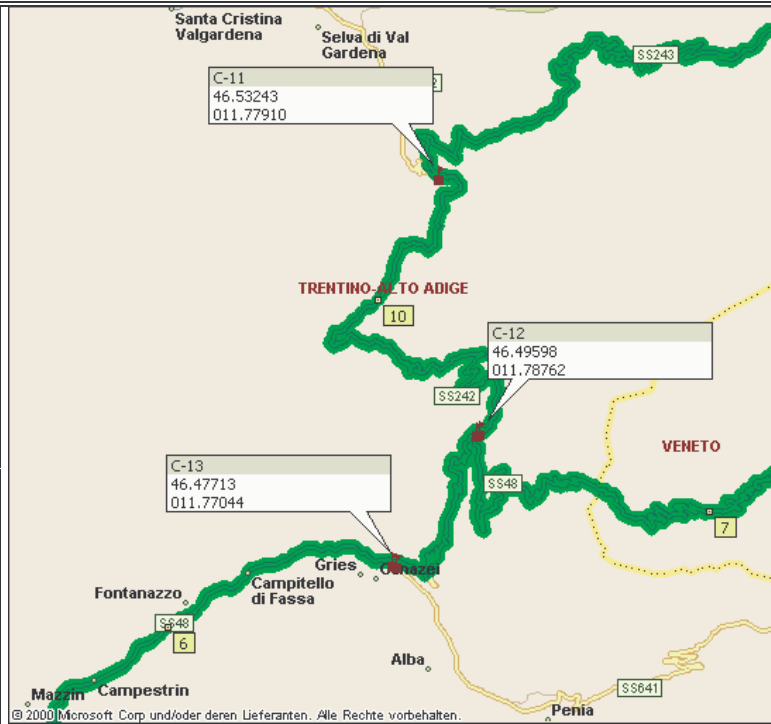 Santa Cristina
Valgardena
Selva di Val
Gardena
SS243
C-11
46.53243
011.77910
TRENTINO-ALTO ADIGE
10
C-12
46.49598
011.78762
SS242
VENETO
C-13
46.47713
011.77044
SS48
7
Gries
Canazei
Campitello
di Fassa
Fontanazzo
SS48
6
Alba
Mazzin
Campestrin
SS641
Penia
© 2000 Microsoft Corp und/oder deren Lieferanten. Alle Rechte vorbehalten.